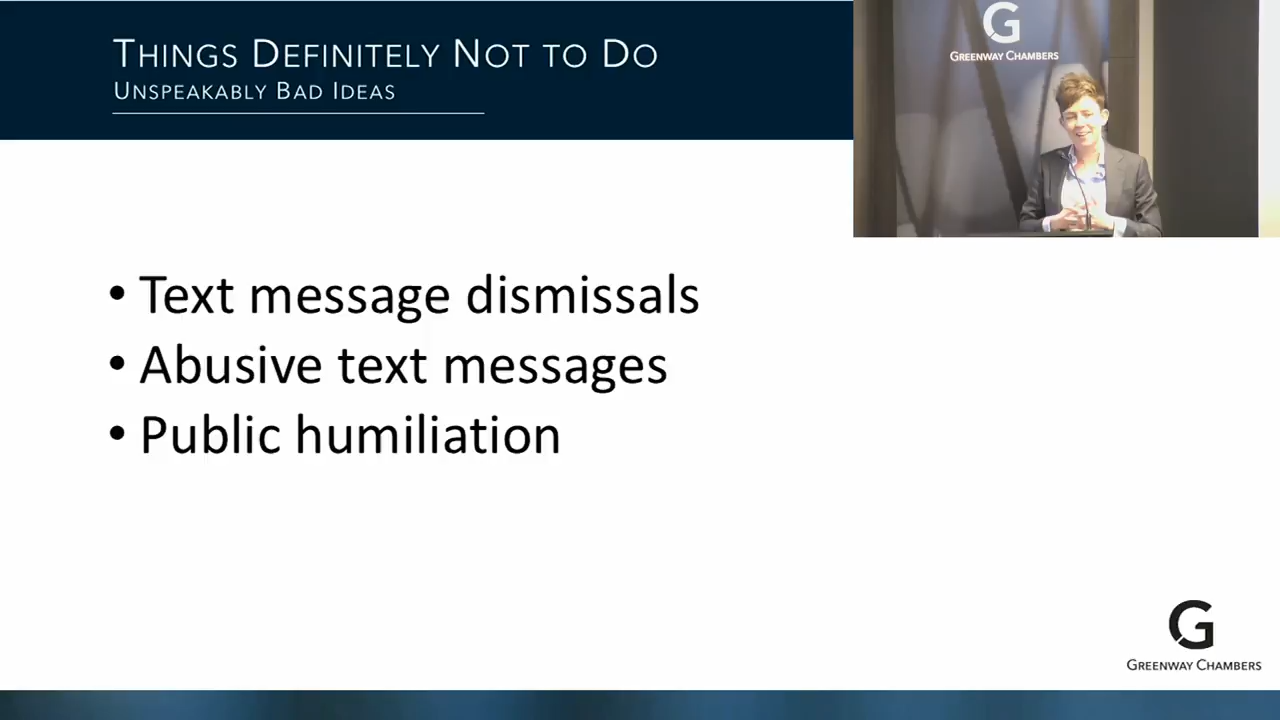 THINGS DEFINITELY NOT TO DO
UNSPEAKABLY BAD IDEAS
G
GREENWAY CHAMBERS
• Text message dismissals
• Abusive text messages
• Public humiliation
G
GREENWAY CHAMBERS